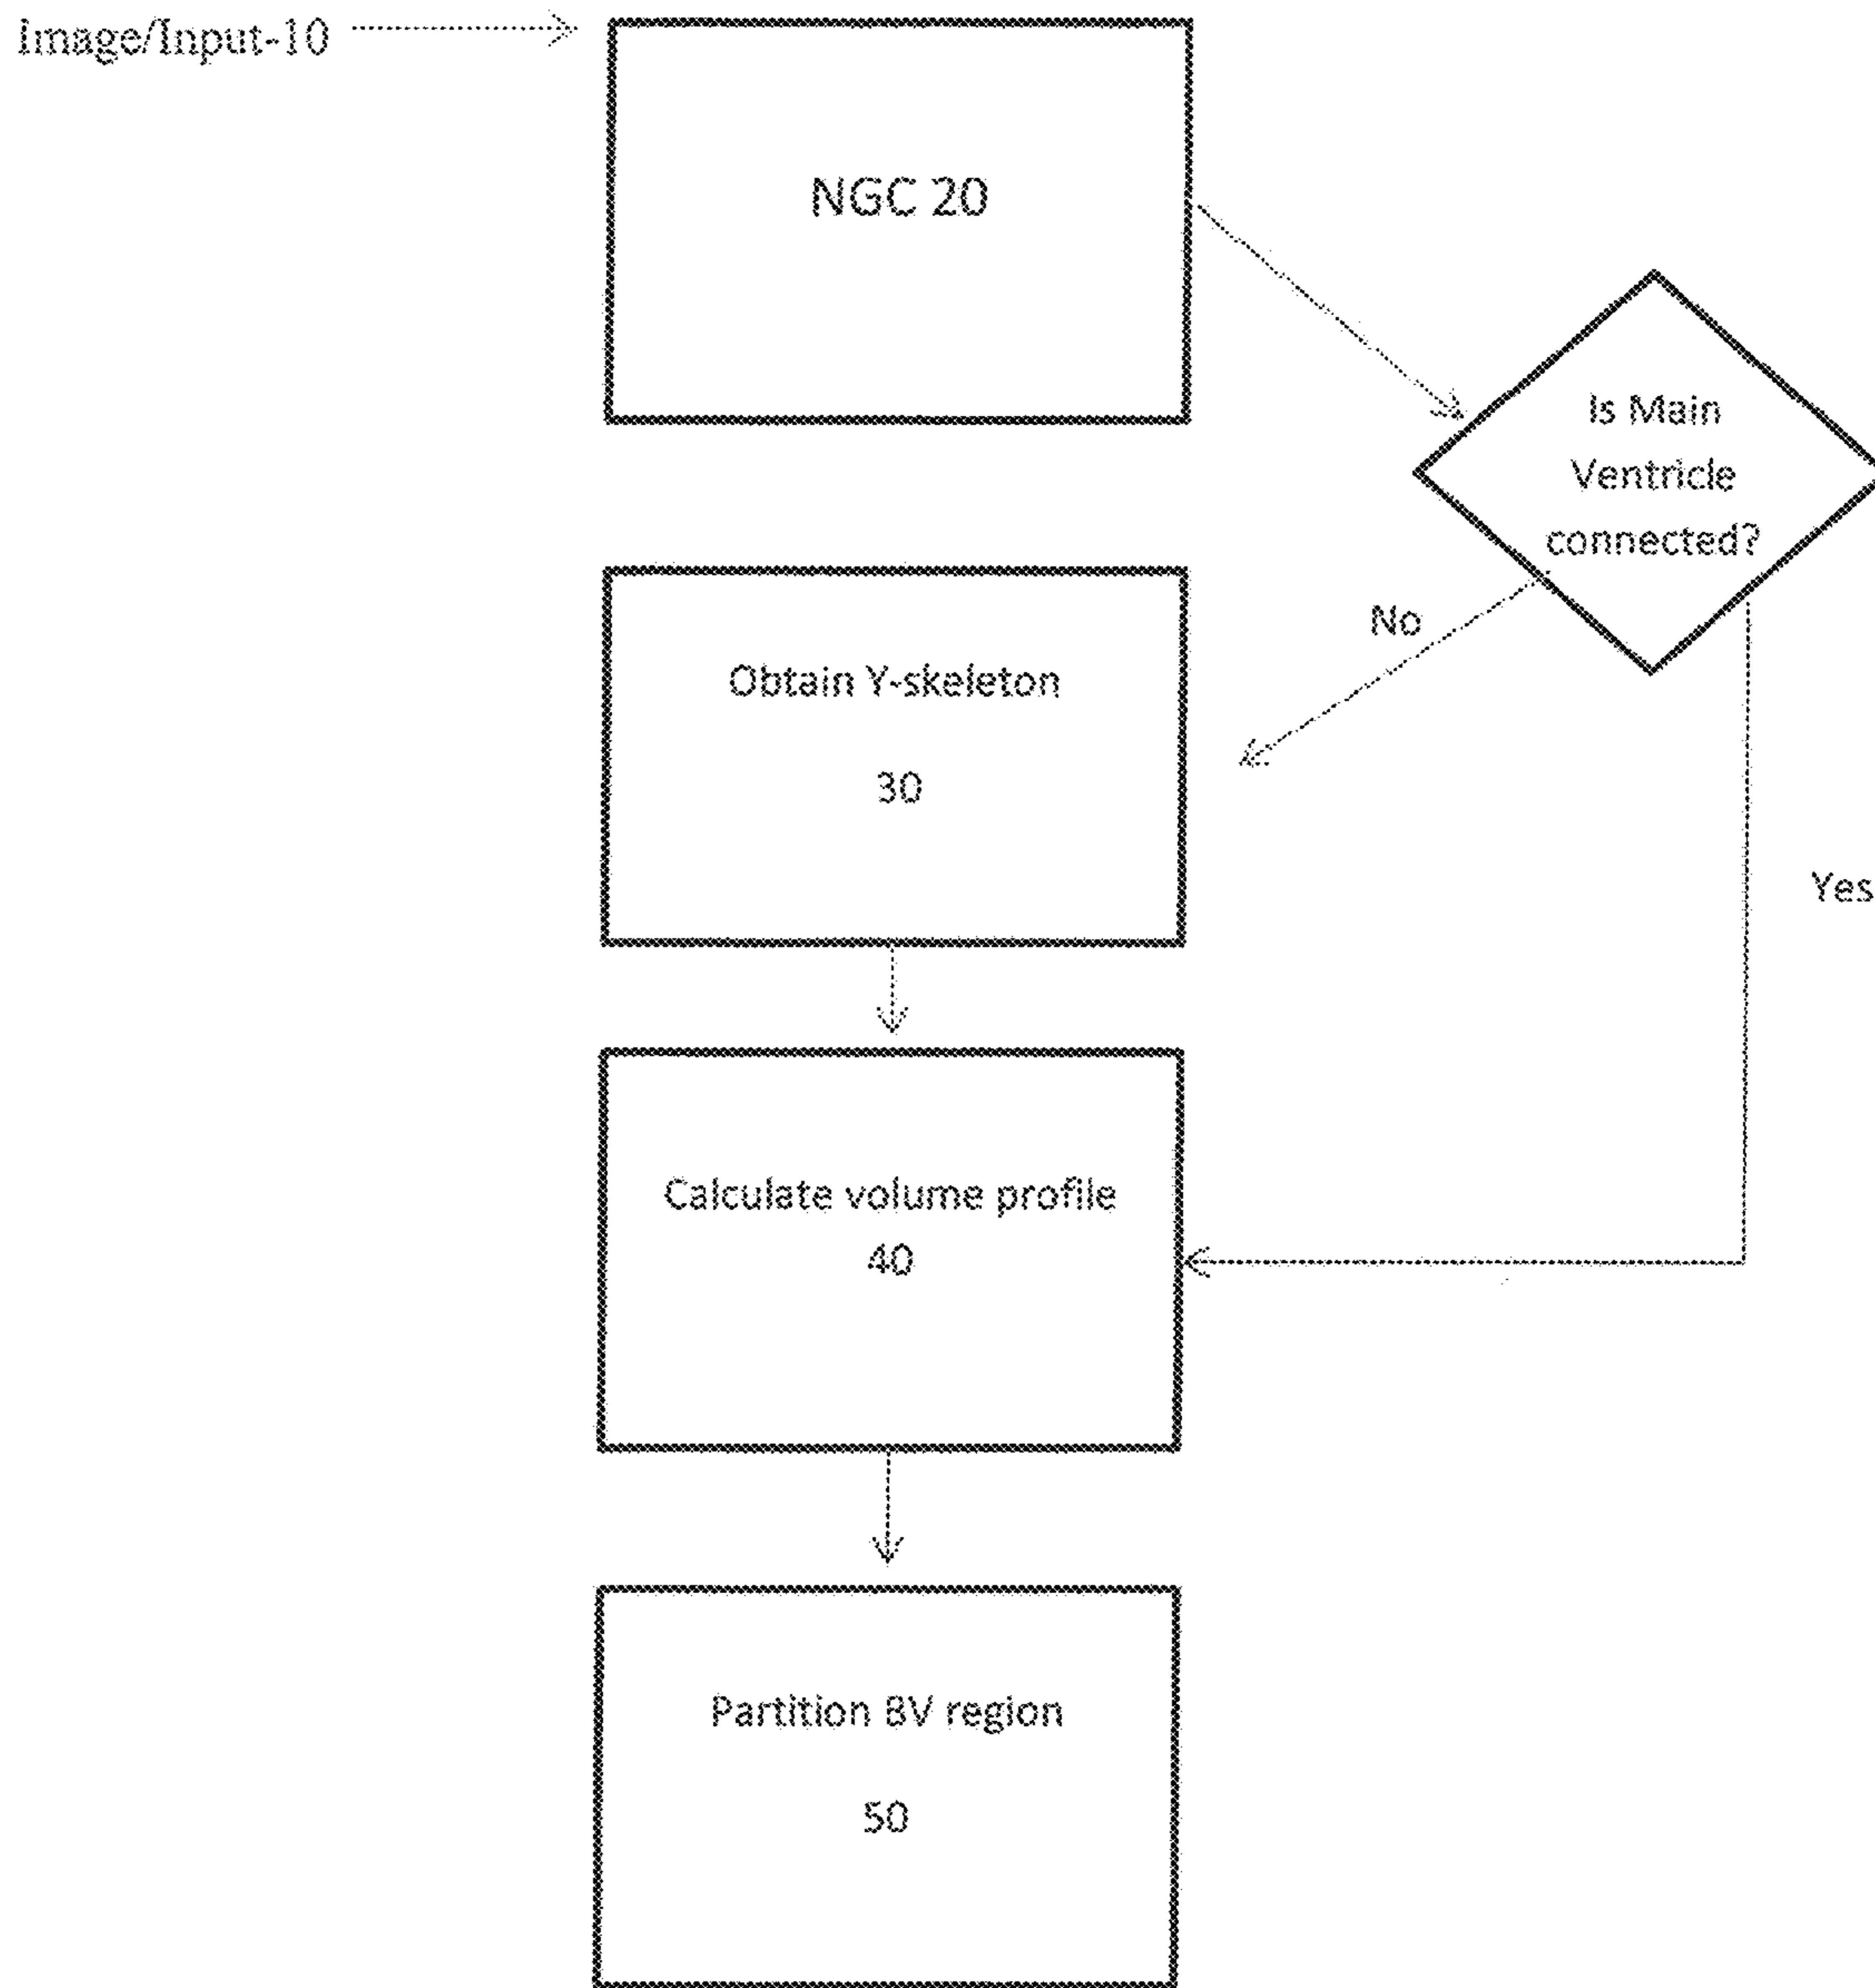 Image/Input-10
NGC 20
Is Main
Ventricle
connected?
No
Obtain Y-skeleton
30
Yes
Calculate volume profile
40
Partition BV region
50